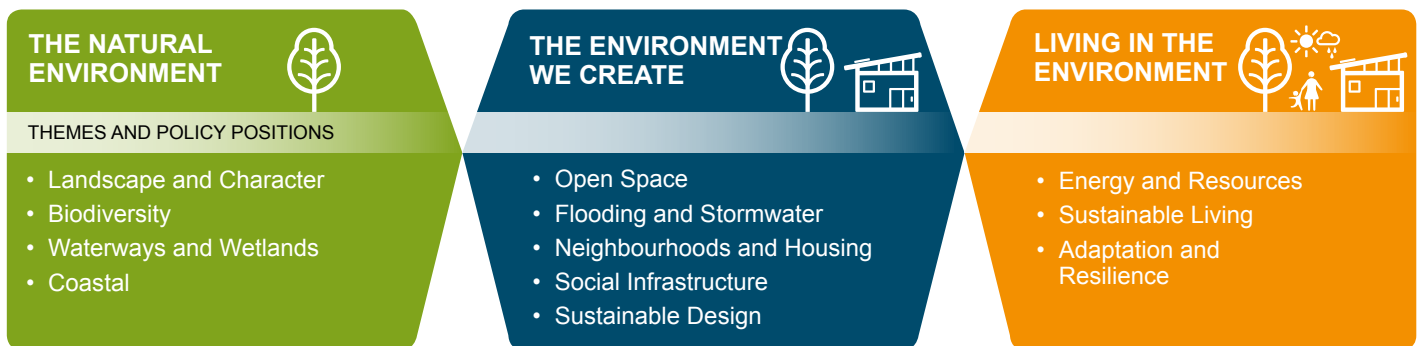 THE NATURAL
ENVIRONMENT
THEMES AND POLICY POSITIONS
• Landscape and Character
• Biodiversity
• Waterways and Wetlands
• Coastal
THE ENVIRONMENT
WE CREATE
• Open Space
• Flooding and Stormwater
• Neighbourhoods and Housing
• Social Infrastructure
• Sustainable Design
LIVING IN THE
ENVIRONMENT
• Energy and Resources
• Sustainable Living
• Adaptation and
Resilience